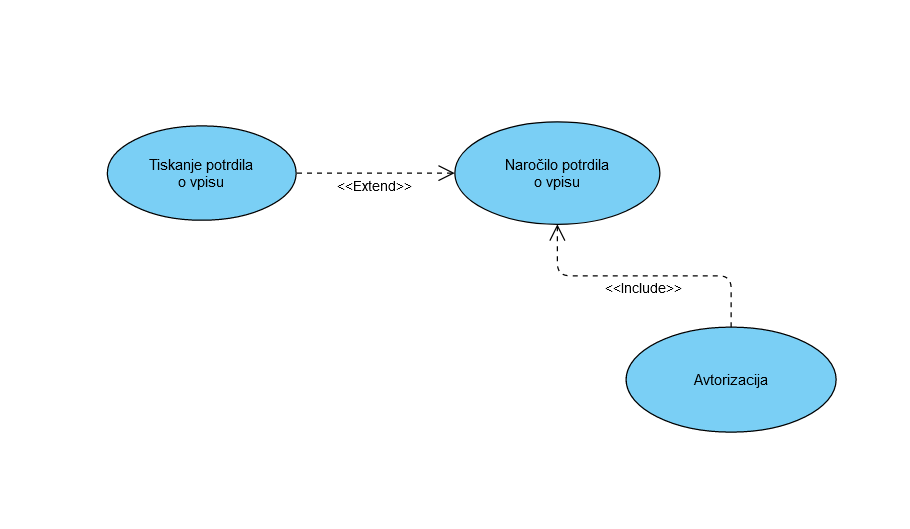 Tiskanje potrdila
o vpisu
<<Extend>>
Naročilo potrdila
o vpisu
<<Include>>
Avtorizacija